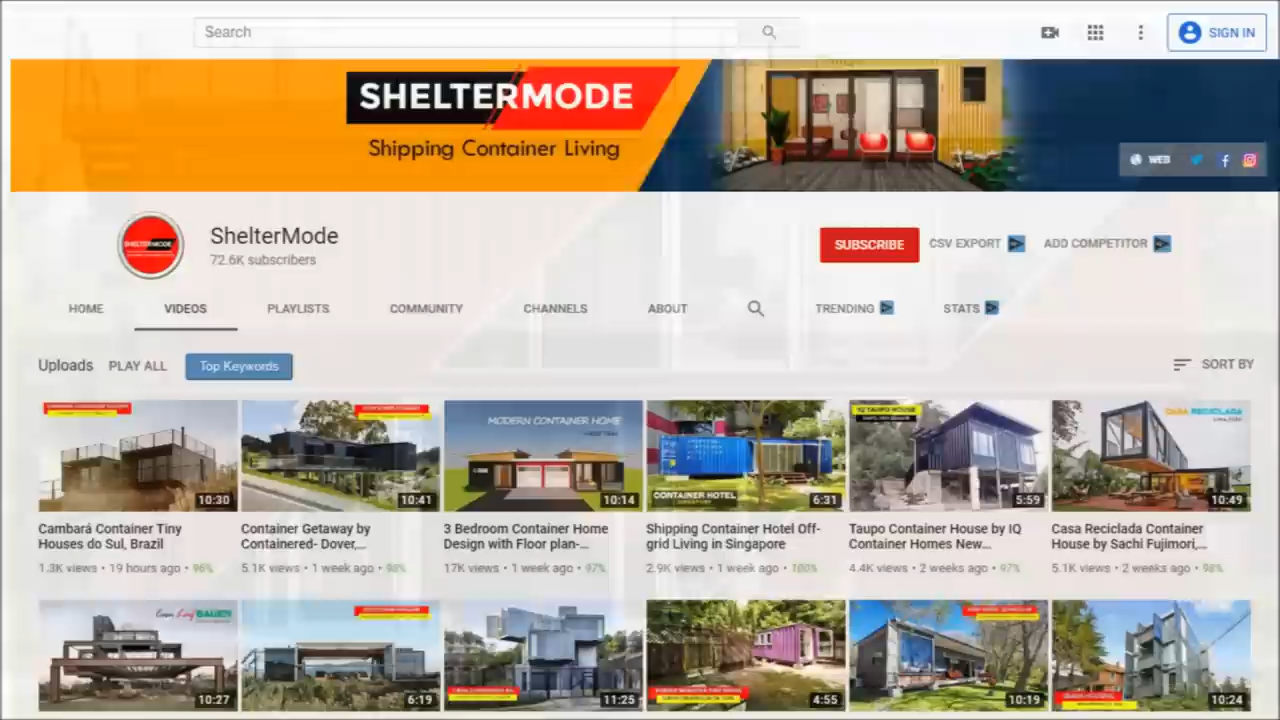 Search
SIGN IN
SHELTERMODE
Shipping Container Living
WEB
SHELTERMODE
ShelterMode
72.6K subscribers
SUBSCRIBE
CSV EXPORT
ADD COMPETITOR
HOME
VIDEOS
PLAYLISTS
COMMUNITY
CHANNELS
ABOUT
TRENDING
STATS
Uploads
PLAY ALL
Top Keywords
SORT BY
10:30
10:41
MODERN CONTAINER HOME
10:14
CONTAINER HOTEL
6:31
IQ TAUPO HOUSE
5:59
CASA RECICLADA
10:49
Cambará Container Tiny
Houses do Sul, Brazil
1.3K views • 19 hours ago • 96%
Container Getaway by
Containered- Dover,...
5.1K views • 1 week ago • 98%
3 Bedroom Container Home
Design with Floor plan-...
17K views • 1 week ago • 97%
Shipping Container Hotel Off-
grid Living in Singapore
2.9K views • 1 week ago • 100%
Taupo Container House by IQ
Container Homes New...
4.4K views • 2 weeks ago • 97%
Casa Reciclada Container
House by Sachi Fujimori,...
5.1K views • 2 weeks ago • 98%
10:27
6:19
11:25
4:55
10:19
10:24